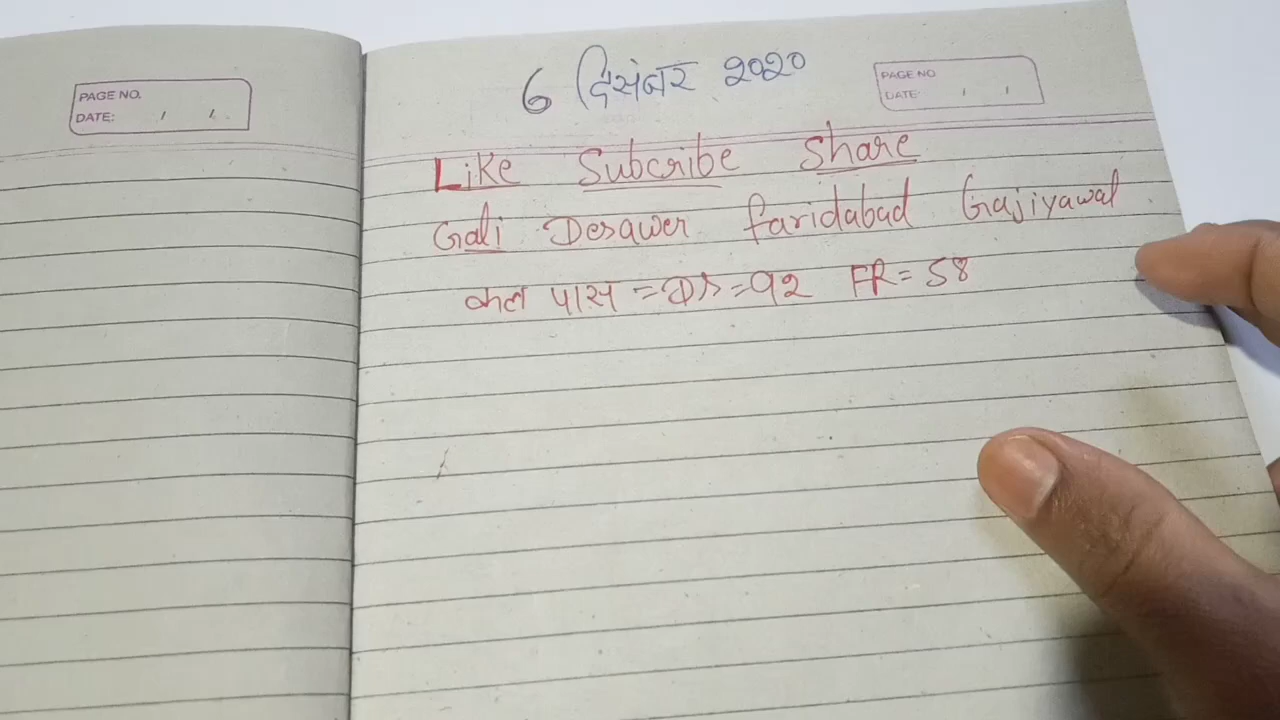 PAGE NO.
DATE: / /
6 दिसंबर 2020
PAGE NO
DATE: / /
Like Subcribe Share
Gali Desawer faridabad Gajiyawal
कल पास = DS = 92 FR = 58